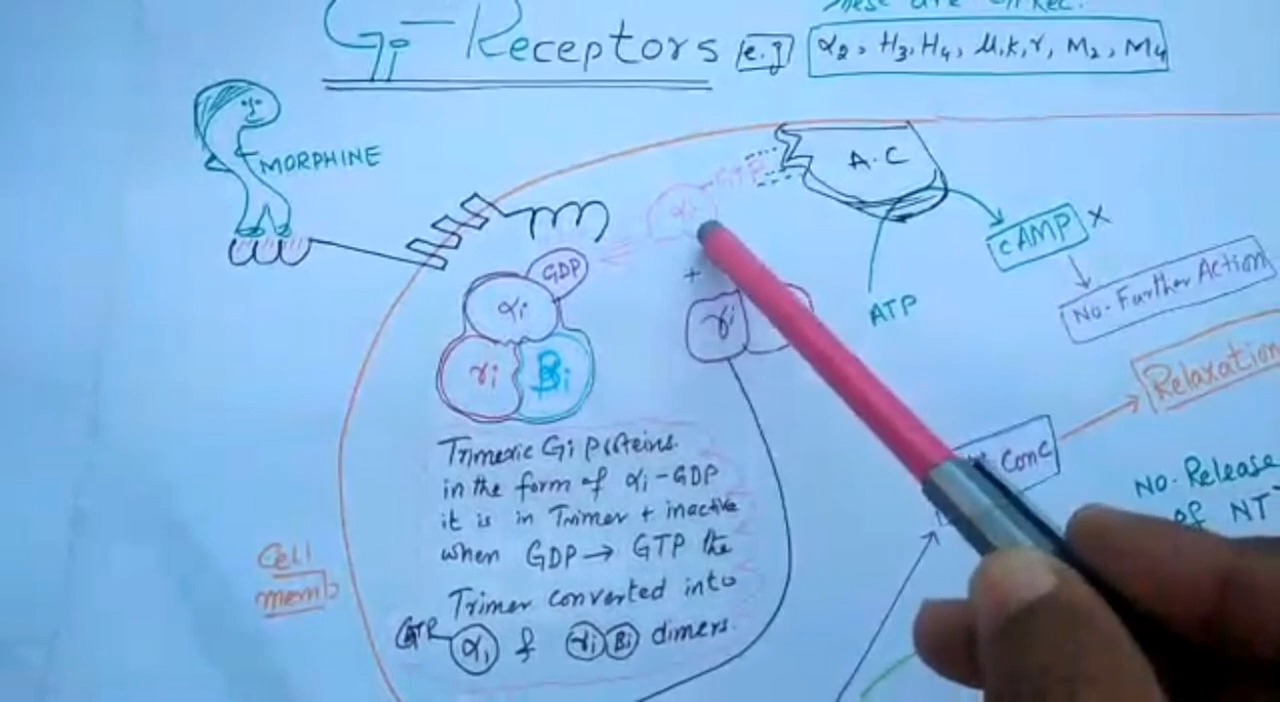 Gi-Receptors e.g
α2, H3, H4, μ, k, γ, M2, M4
MORPHINE
A.C
GTP
αi
cAMP X
GDP
αi
+
No. Further Action
γi
ATP
γi Bi
Relaxation
Conc
Trimeric Gi proteins
in the form of αi-GDP
it is in Trimer + inactive
when GDP → GTP the
Trimer converted into
GTP αi & γi Bi dimers.
No. Release
of NT
Cell
memb